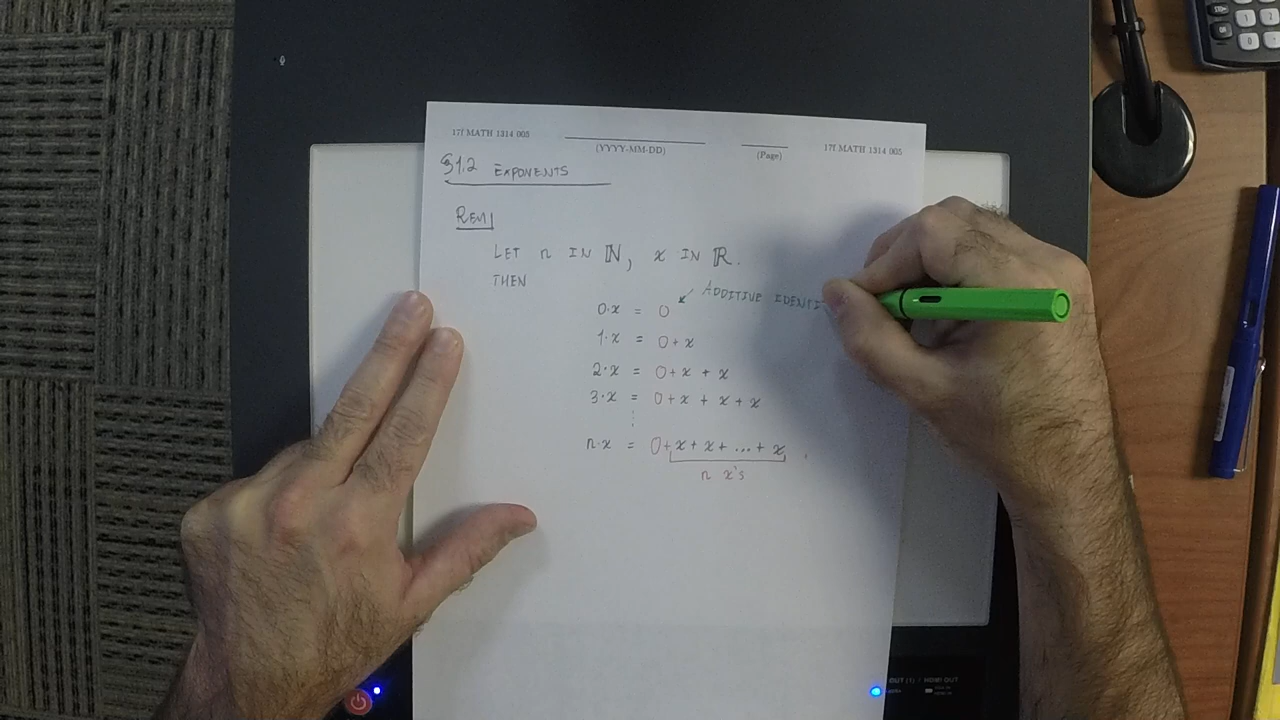 17f MATH 1314 005 (YYYY-MM-DD) (Page) 17f MATH 1314 005
§1.2 EXPONENTS
REM
LET n IN ℕ, x IN ℝ.
THEN
0·x = 0 ↙ ADDITIVE IDENTI
1·x = 0+x
2·x = 0+x + x
3·x = 0+x + x+x
⋮
n·x = 0+x+x+...+x
n x's